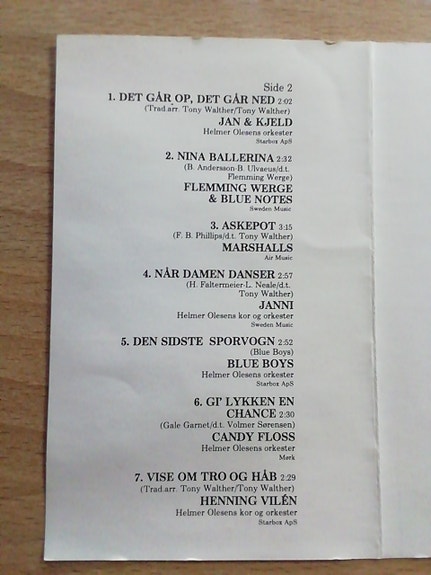 Side 2
1. DET GÅR OP, DET GÅR NED 2:02
(Trad.arr. Tony Walther/Tony Walther)
JAN & KJELD
Helmer Olesens orkester
Starbox ApS
2. NINA BALLERINA 2:32
(B. Andersson-B. Ulvaeus/d.t.
Flemming Werge)
FLEMMING WERGE
& BLUE NOTES
Sweden Music
3. ASKEPOT 3:15
(F. B. Phillips/d.t. Tony Walther)
MARSHALLS
Air Music
4. NÅR DAMEN DANSER 2:57
(H. Faltermeier-L. Neale/d.t.
Tony Walther)
JANNI
Helmer Olesens kor og orkester
Sweden Music
5. DEN SIDSTE SPORVOGN 2:52
(Blue Boys)
BLUE BOYS
Helmer Olesens orkester
Starbox ApS
6. GI' LYKKEN EN
CHANCE 2:30
(Gale Garnet/d.t. Volmer Sørensen)
CANDY FLOSS
Helmer Olesens orkester
Mørk
7. VISE OM TRO OG HÅB 2:29
(Trad.arr. Tony Walther/Tony Walther)
HENNING VILÉN
Helmer Olesens kor og orkester
Starbox ApS